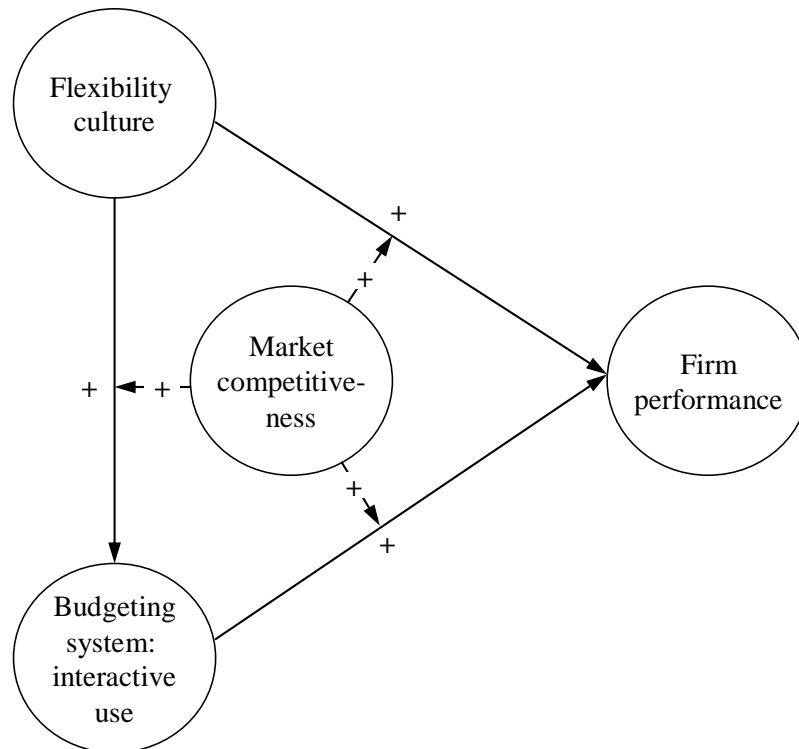 Flexibility
culture
+
+
Market
competitive-
ness
Firm
performance
+
+
+
+
Budgeting
system:
interactive
use